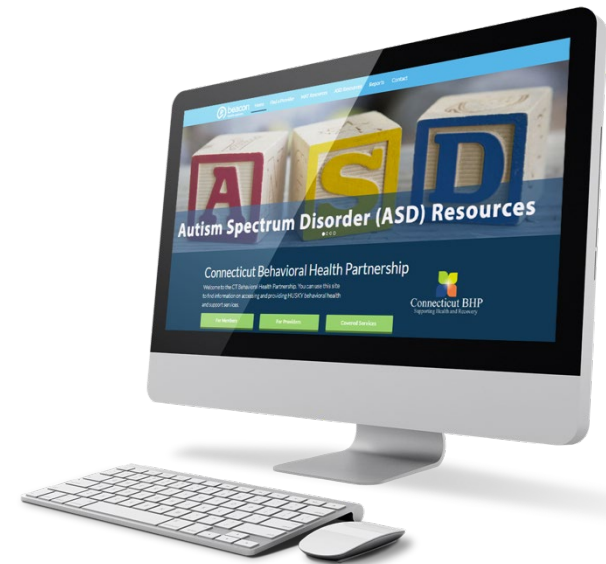 beacon Home Reports Contact
A S D
Autism Spectrum Disorder (ASD) Resources
Connecticut Behavioral Health Partnership
Welcome to the CT Behavioral Health Partnership. You can use this site
to find information on accessing and providing HUSKY behavioral health
and support services.
Connecticut BHP
Supporting Health and Recovery
For Members For Providers Covered Services